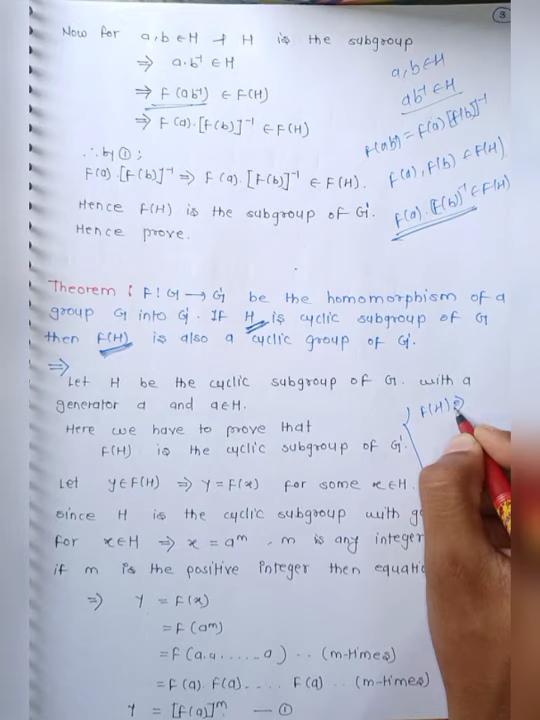 3
Now for a,b ∈ H & H is the subgroup
⇒ a.b⁻¹ ∈ H
⇒ F(ab⁻¹) ∈ F(H)
⇒ F(a).[F(b)]⁻¹ ∈ F(H)
∴ by ①;
F(a).[F(b)]⁻¹ ⇒ F(a).[F(b)]⁻¹ ∈ F(H).
Hence F(H) is the subgroup of G'.
Hence prove.
a,b ∈ H
ab⁻¹ ∈ H
F(ab¹) = F(a)[F(b)]⁻¹
F(a), F(b) ∈ F(H)
F(a).(F(b))⁻¹ ∈ F(H)
Theorem : F: G → G' be the homomorphism of a
group G into G'. If H is cyclic subgroup of G
then F(H) is also a cyclic group of G'.
⇒
Let H be the cyclic subgroup of G. with a
generator a and a∈H.
Here we have to prove that
F(H) is the cyclic subgroup of G'.
F(H)
Let y∈F(H) ⇒ y = F(x) for some x∈H.
since H is the cyclic subgroup with
for x∈H ⇒ x = aᵐ , m is any integer
if m is the positive integer then
⇒ y = F(x)
= F(aᵐ)
= F(a.a......a) .. (m-times)
= F(a). F(a)..... F(a) .. (m-times)
y = [F(a)]ᵐ — ①